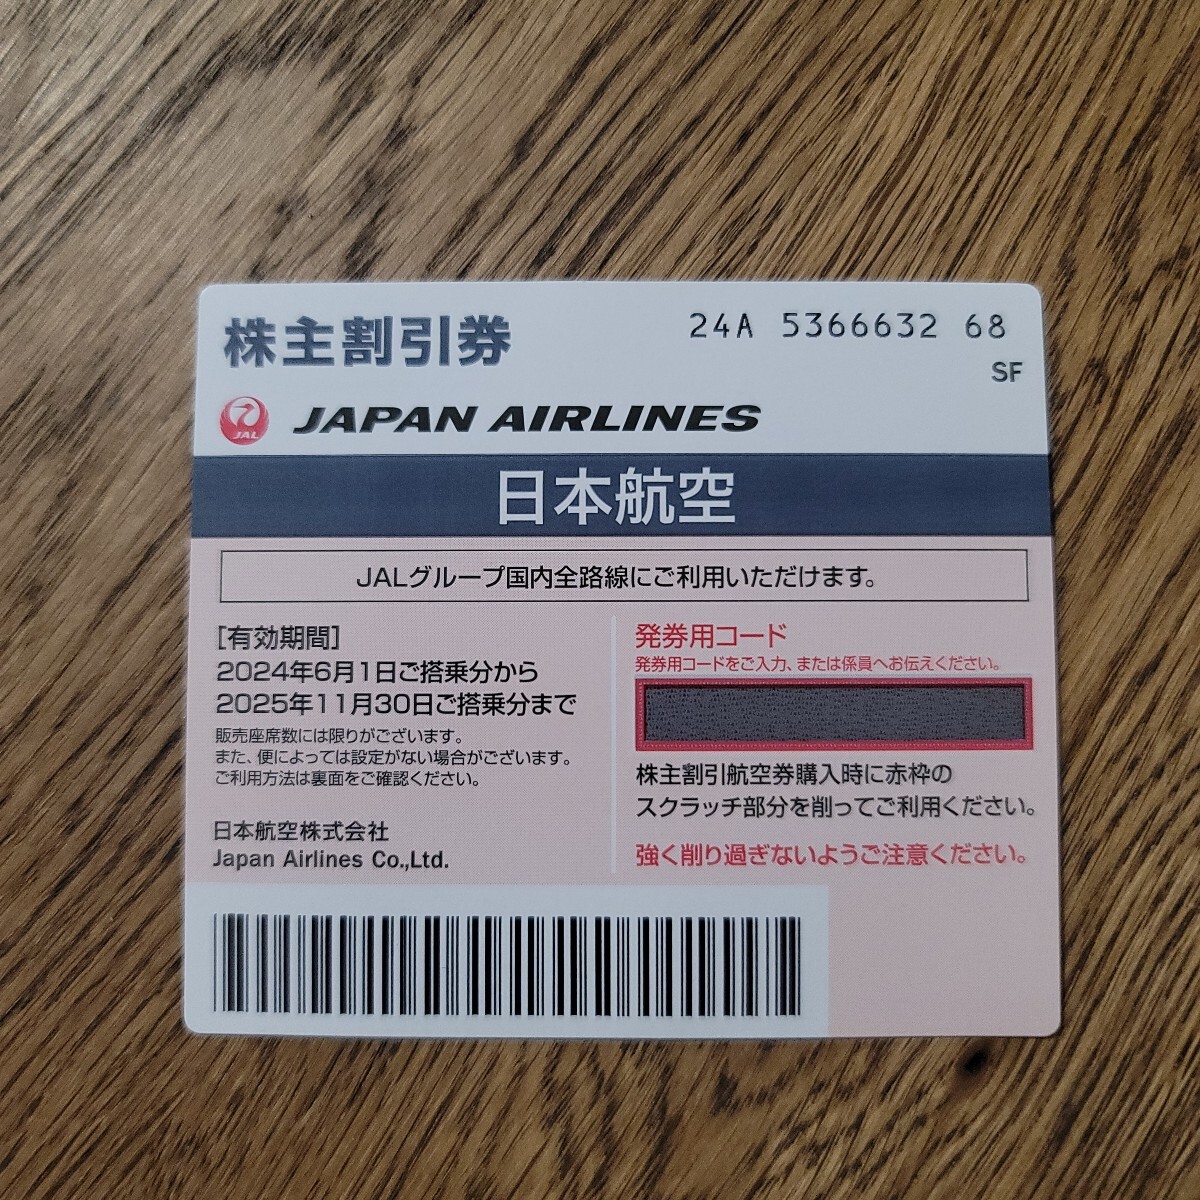 株主割引券
24A 5366632 68
SF
JAL
JAPAN AIRLINES
日本航空
JALグループ国内全路線にご利用いただけます。
[有効期間]
2024年6月1日ご搭乗分から
2025年11月30日ご搭乗分まで
販売座席数には限りがございます。
また、便によっては設定がない場合がございます。
ご利用方法は裏面をご確認ください。
日本航空株式会社
Japan Airlines Co.,Ltd.
発券用コード
発券用コードをご入力、または係員へお伝えください。
株主割引航空券購入時に赤枠の
スクラッチ部分を削ってご利用ください。
強く削り過ぎないようご注意ください。